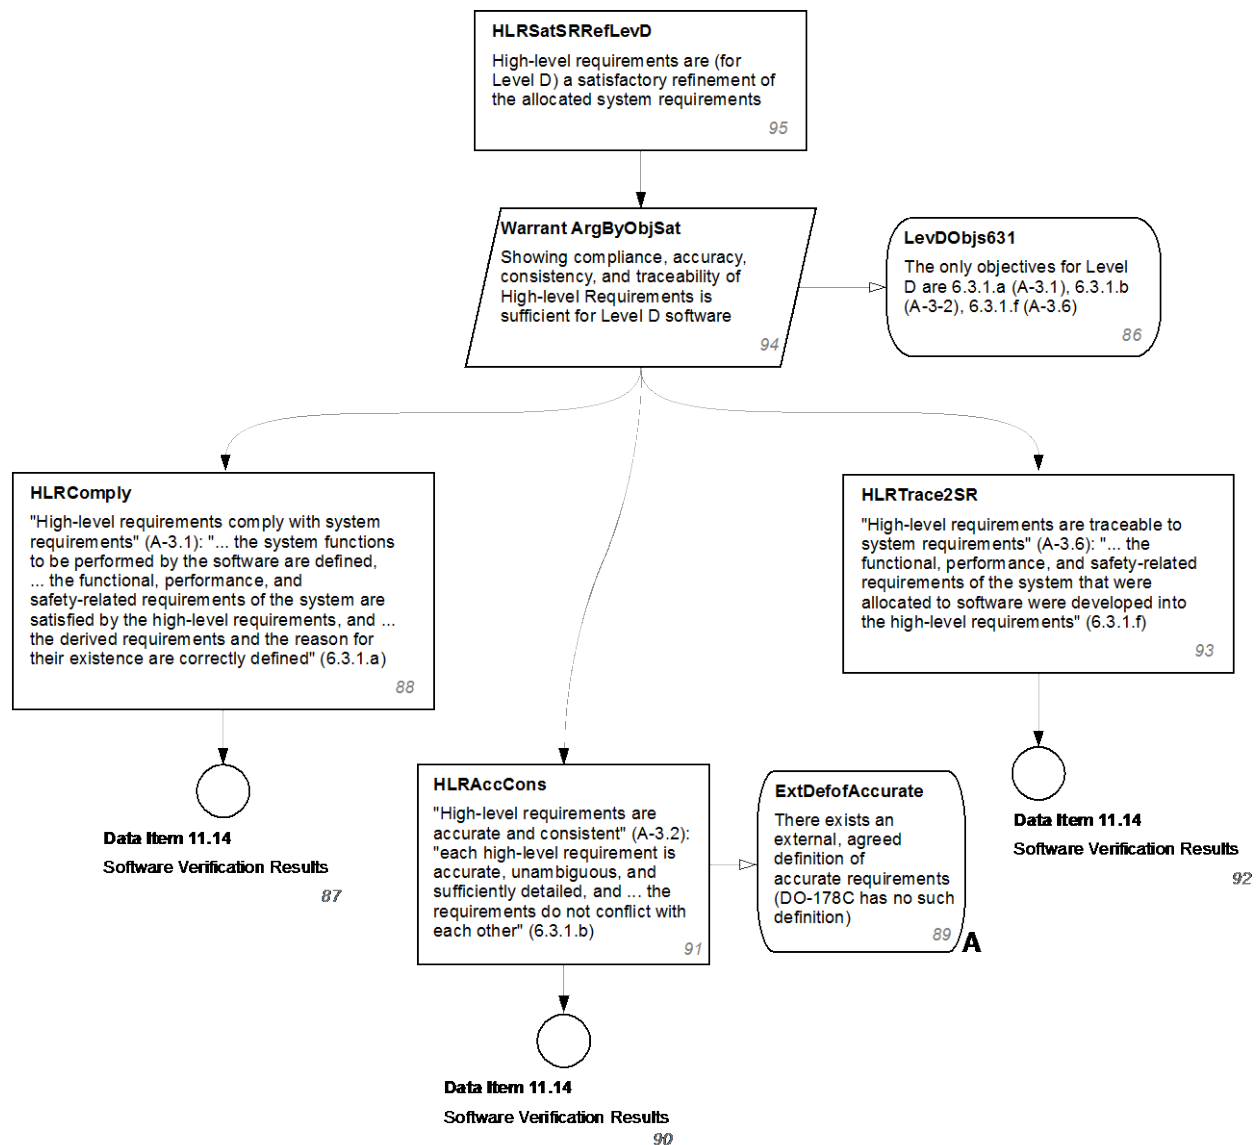 HLRSatSRRefLevD
High-level requirements are (for
Level D) a satisfactory refinement of
the allocated system requirements
95
Warrant ArgByObjSat
Showing compliance, accuracy,
consistency, and traceability of
High-level Requirements is
sufficient for Level D software
94
LevDObjs631
The only objectives for Level
D are 6.3.1.a (A-3.1), 6.3.1.b
(A-3-2), 6.3.1.f (A-3.6)
86
HLRComply
"High-level requirements comply with system
requirements" (A-3.1): "... the system functions
to be performed by the software are defined,
... the functional, performance, and
safety-related requirements of the system are
satisfied by the high-level requirements, and ...
the derived requirements and the reason for
their existence are correctly defined" (6.3.1.a)
88
Data Item 11.14
Software Verification Results
87
HLRAccCons
"High-level requirements are
accurate and consistent" (A-3.2):
"each high-level requirement is
accurate, unambiguous, and
sufficiently detailed, and ... the
requirements do not conflict with
each other" (6.3.1.b)
91
ExtDefofAccurate
There exists an
external, agreed
definition of
accurate requirements
(DO-178C has no such
definition)
89
A
Data Item 11.14
Software Verification Results
90
HLRTrace2SR
"High-level requirements are traceable to
system requirements" (A-3.6): "... the
functional, performance, and safety-related
requirements of the system that were
allocated to software were developed into
the high-level requirements" (6.3.1.f)
93
Data Item 11.14
Software Verification Results
92